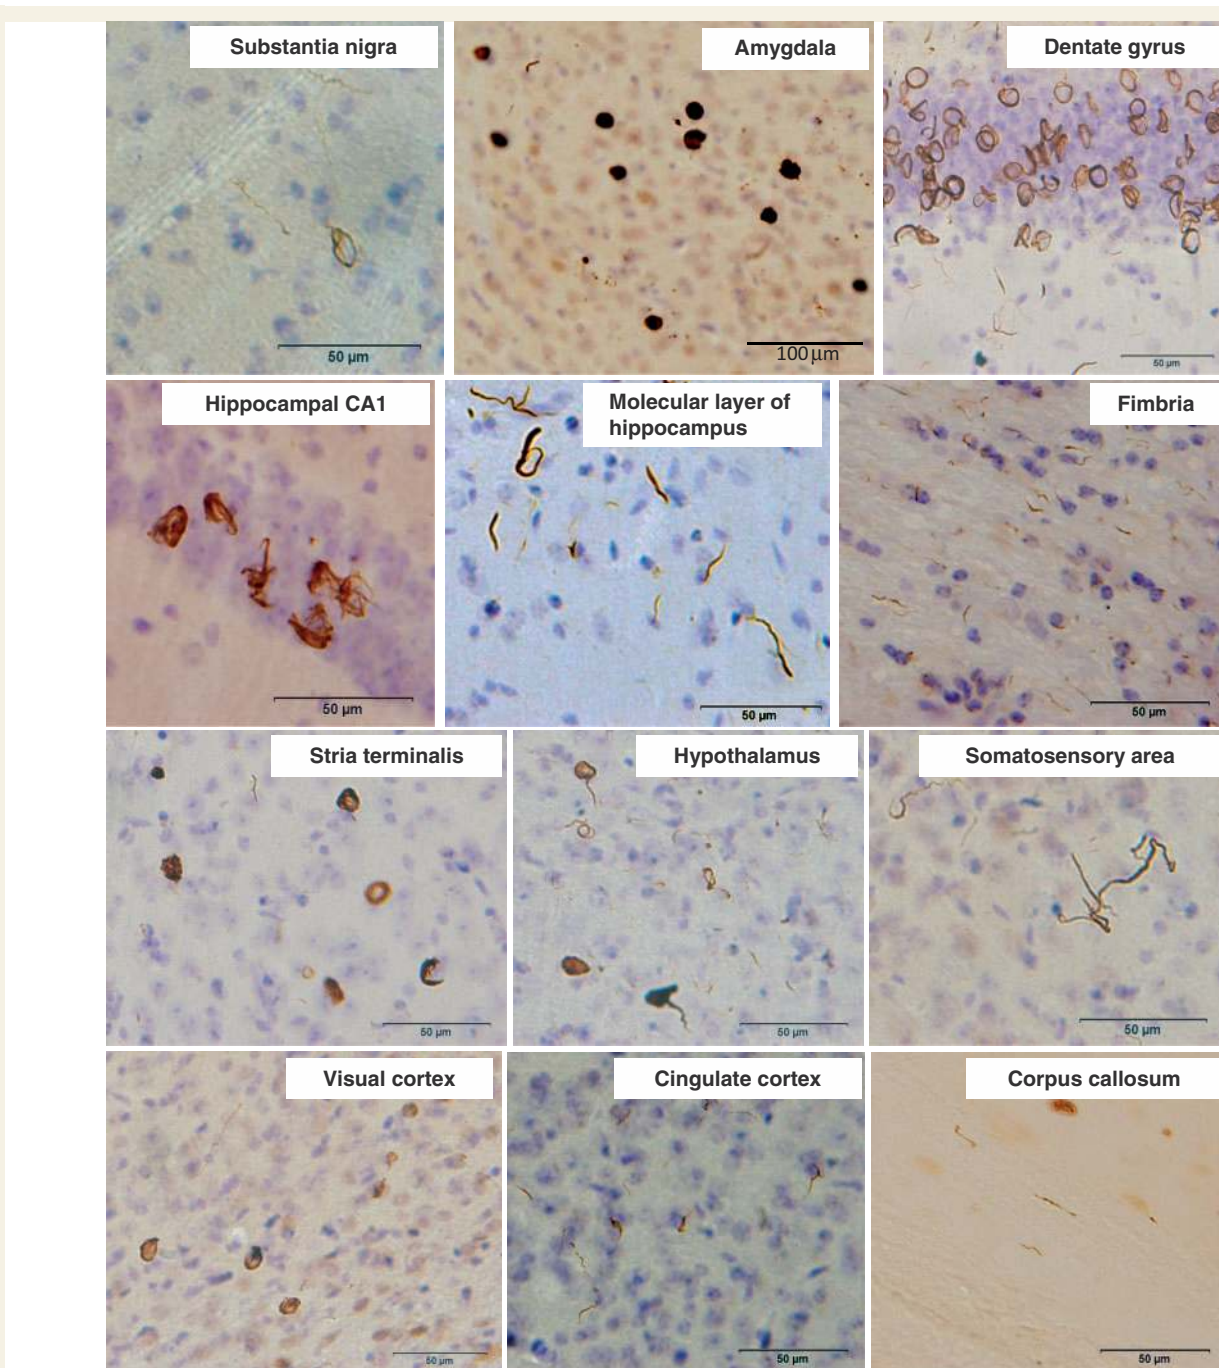 Substantia nigra
Amygdala
Dentate gyrus
50 µm
100 µm
50 µm
Hippocampal CA1
Molecular layer of
hippocampus
Fimbria
50 µm
50 µm
50 µm
Stria terminalis
Hypothalamus
Somatosensory area
50 µm
50 µm
50 µm
Visual cortex
Cingulate cortex
Corpus callosum
50 µm
50 µm
50 µm